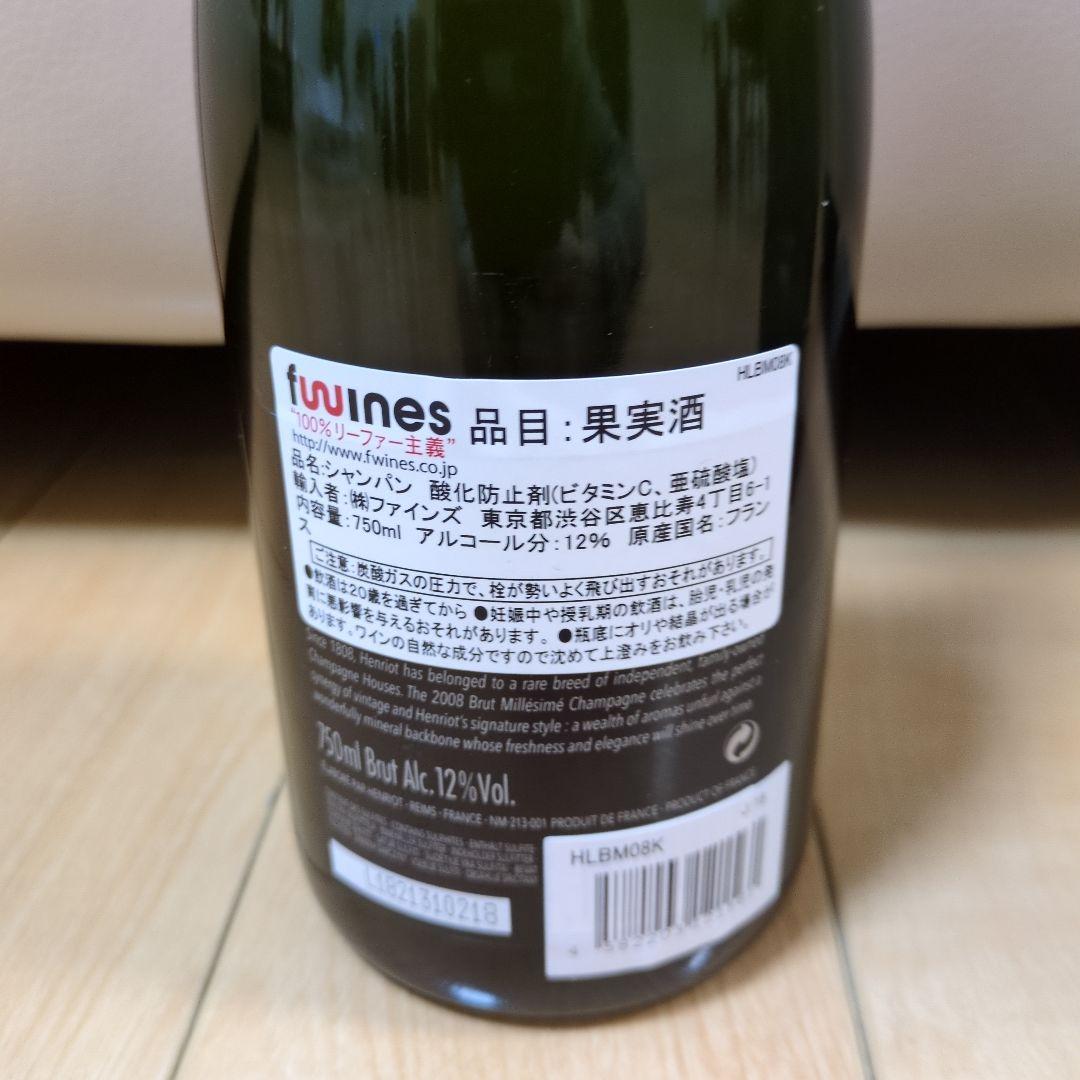 HLBM08K
fwines
品目：果実酒
"100%リーファー主義"
http://www.fwines.co.jp
品名：シャンパン 酸化防止剤(ビタミンC、亜硫酸塩)
輸入者：㈱ファインズ 東京都渋谷区恵比寿4丁目6-1
内容量：750ml アルコール分：12% 原産国名：フラン
ス
ご注意：炭酸ガスの圧力で、栓が勢いよく飛び出すおそれがあります。
●飲酒は20歳を過ぎてから ●妊娠中や授乳期の飲酒は、胎児・乳児の発
育に悪影響を与えるおそれがあります。 ●瓶底にオリや結晶が出る場合が
あります。ワインの自然な成分ですので沈めて上澄みをお飲み下さい。
Since 1808, Henriot has belonged to a rare breed of independent, family-owned
Champagne Houses. The 2008 Brut Millésimé Champagne celebrates the perfect
synergy of vintage and Henriot's signature style : a wealth of aromas unfurl against a
wonderfully mineral backbone whose freshness and elegance will shine over time
750ml Brut Alc.12%Vol.
ÉLABORÉ PAR HENRIOT - REIMS - FRANCE - NM-213-001 PRODUIT DE FRANCE - PRODUCT OF FRANCE
CONTAINS SULPHITES
HLBM08K
L1821310218